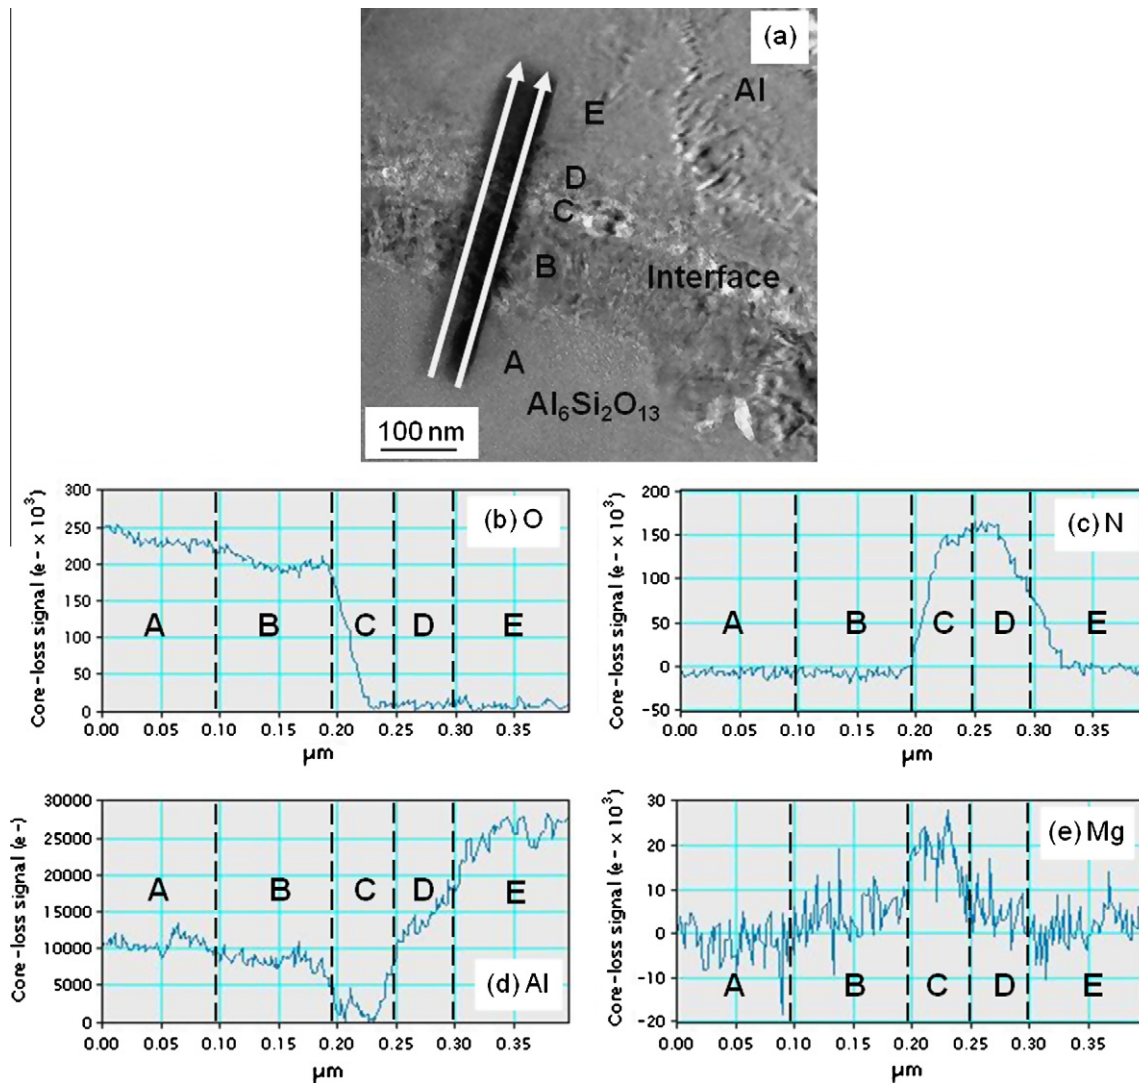 (a)
Al
E
D
C
B
Interface
A
Al₆Si₂O₁₃
100 nm
Core-loss signal (e- × 10³)
300
250
200
150
100
50
0
(b) O
A B C D E
0.00 0.05 0.10 0.15 0.20 0.25 0.30 0.35
μm
Core-loss signal (e- × 10³)
200
150
100
50
0
-50
(c) N
A B C D E
0.00 0.05 0.10 0.15 0.20 0.25 0.30 0.35
μm
Core-loss signal (e-)
30000
25000
20000
15000
10000
5000
0
(d) Al
A B C D E
0.00 0.05 0.10 0.15 0.20 0.25 0.30 0.35
μm
Core-loss signal (e- × 10³)
30
20
10
0
-10
-20
(e) Mg
A B C D E
0.00 0.05 0.10 0.15 0.20 0.25 0.30 0.35
μm